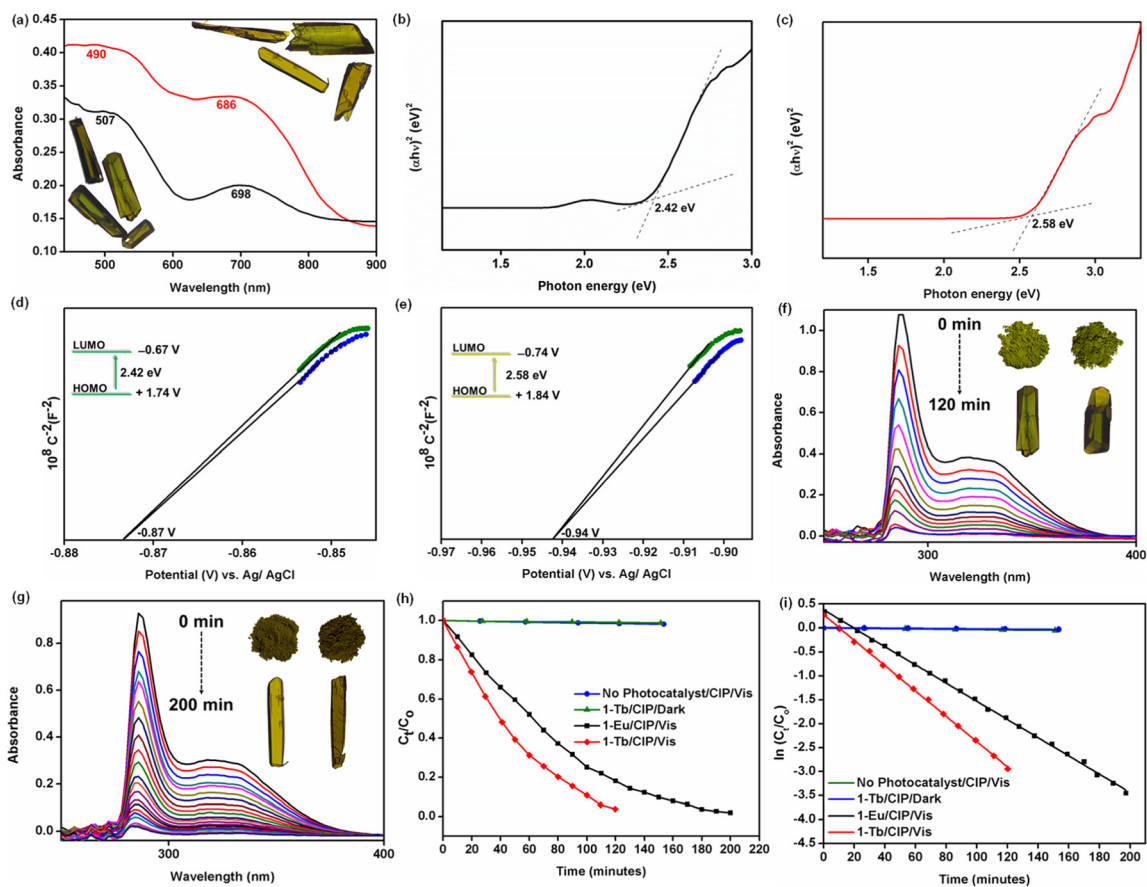 (a)
0.45
0.40
0.35
0.30
0.25
0.20
0.15
0.10
Absorbance
490
686
507
698
500
600
700
800
900
Wavelength (nm)
(b)
(αhν)² (eV)²
2.42 eV
1.5
2.0
2.5
3.0
Photon energy (eV)
(c)
(αhν)² (eV)²
2.58 eV
1.5
2.0
2.5
3.0
Photon energy (eV)
(d)
10⁸ C⁻²(F⁻²)
LUMO
−0.67 V
2.42 eV
HOMO
+ 1.74 V
-0.87 V
-0.88
-0.87
-0.86
-0.85
Potential (V) vs. Ag/ AgCl
(e)
10⁸ C⁻²(F⁻²)
LUMO
−0.74 V
2.58 eV
HOMO
+ 1.84 V
-0.94 V
-0.97
-0.96
-0.95
-0.94
-0.93
-0.92
-0.91
-0.90
Potential (V) vs. Ag/ AgCl
(f)
1.0
0.8
0.6
0.4
0.2
0.0
Absorbance
0 min
120 min
300
400
Wavelength (nm)
(g)
0.8
0.6
0.4
0.2
0.0
Absorbance
0 min
200 min
300
400
Wavelength (nm)
(h)
1.0
0.8
0.6
0.4
0.2
0.0
Cₜ/Cₒ
No Photocatalyst/CIP/Vis
1-Tb/CIP/Dark
1-Eu/CIP/Vis
1-Tb/CIP/Vis
0 20 40 60 80 100 120 140 160 180 200 220
Time (minutes)
(i)
0.5
0.0
-0.5
-1.0
-1.5
-2.0
-2.5
-3.0
-3.5
-4.0
-4.5
ln (Cₜ/Cₒ)
No Photocatalyst/CIP/Vis
1-Tb/CIP/Dark
1-Eu/CIP/Vis
1-Tb/CIP/Vis
0 20 40 60 80 100 120 140 160 180 200
Time (minutes)